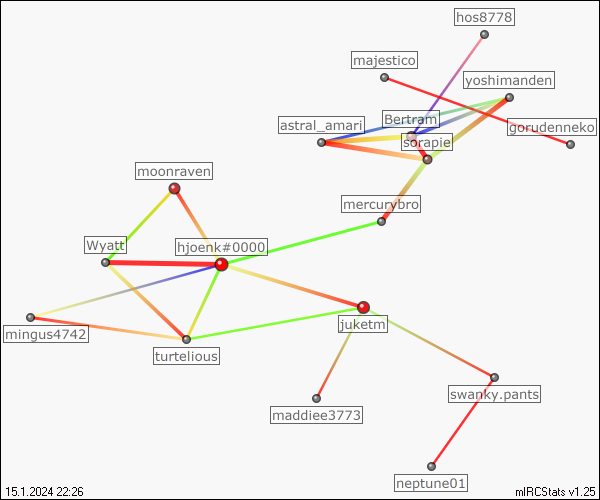 hos8778
majestico
yoshimanden
Bertram
astral_amari
gorudenneko
sorapie
moonraven
mercurybro
Wyatt
hjoenk#0000
mingus4742
juketm
turtelious
swanky.pants
maddiee3773
neptune01
15.1.2024 22:26
mIRCStats v1.25